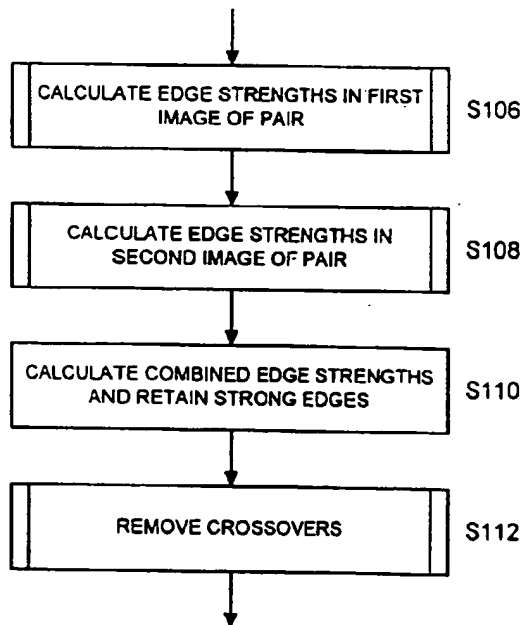 CALCULATE EDGE STRENGTHS IN FIRST
IMAGE OF PAIR
S106
CALCULATE EDGE STRENGTHS IN
SECOND IMAGE OF PAIR
S108
CALCULATE COMBINED EDGE STRENGTHS
AND RETAIN STRONG EDGES
S110
REMOVE CROSSOVERS
S112